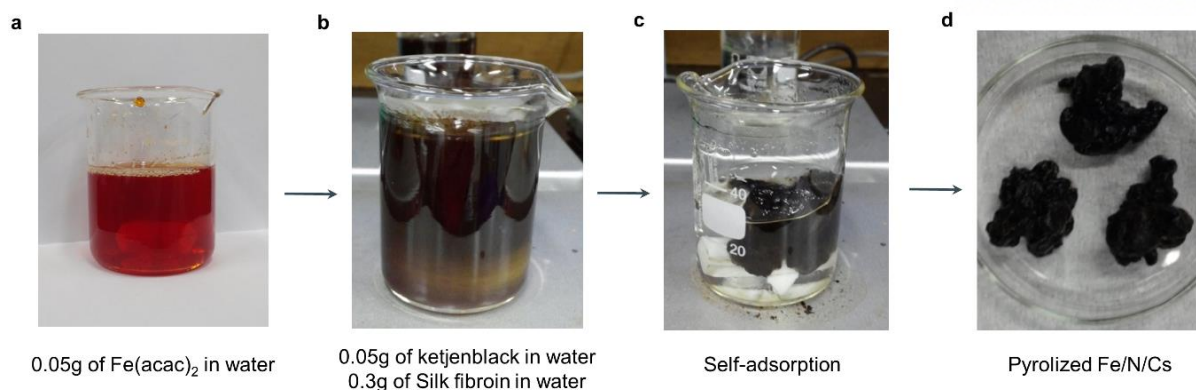 a
b
c
d
40
20
0.05g of Fe(acac)₂ in water
0.05g of ketjenblack in water
0.3g of Silk fibroin in water
Self-adsorption
Pyrolized Fe/N/Cs